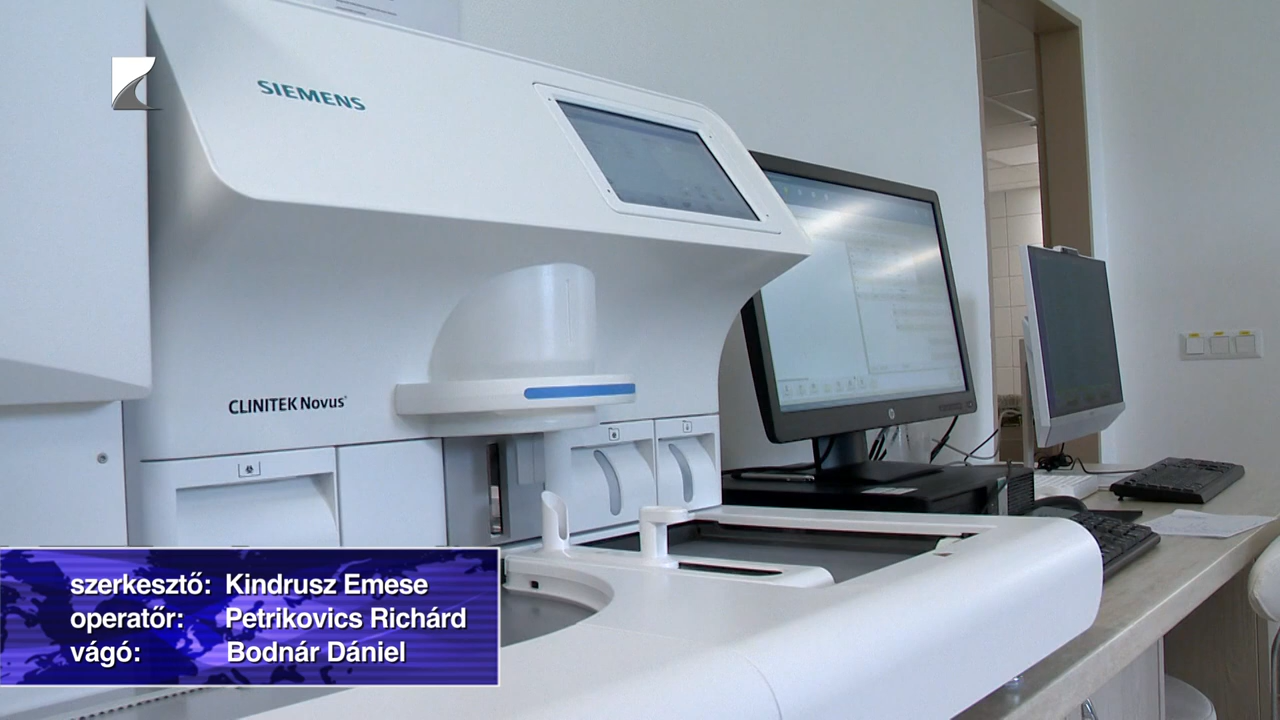 SIEMENS
CLINITEK Novus
szerkesztő: Kindrusz Emese
operatőr: Petrikovics Richárd
vágó: Bodnár Dániel